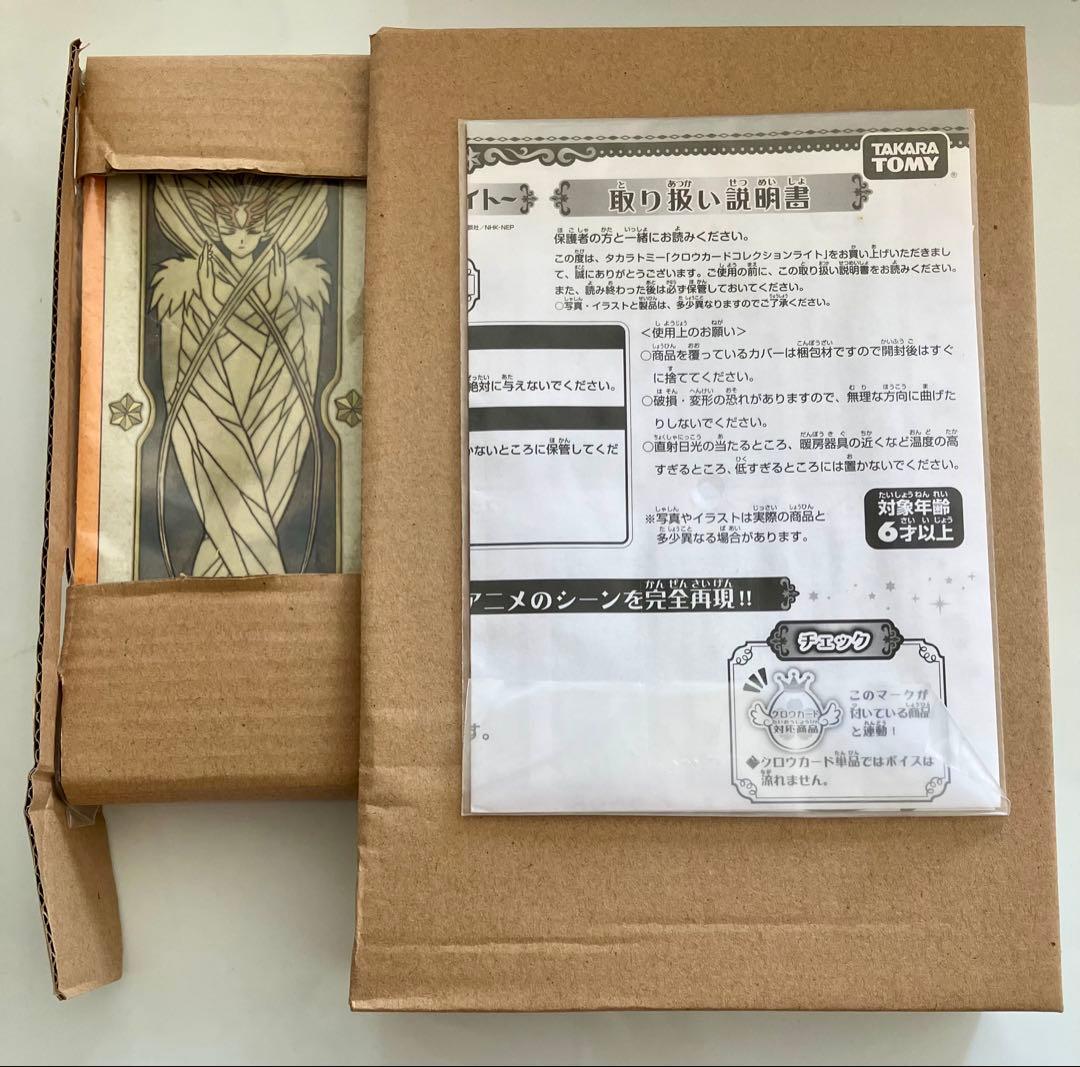 TAKARA
TOMY
イト~
取り扱い説明書
/NHK-NEP
保護者の方と一緒にお読みください。
この度は、タカラトミー「クロウカードコレクションライト」をお買い上げいただきまし
て、誠にありがとうございます。ご使用の前に、この取り扱い説明書をお読みください。
また、読み終わった後は必ず保管しておいてください。
○写真・イラストと製品は、多少異なりますのでご了承ください。
<使用上のお願い>
○商品を覆っているカバーは梱包材ですので開封後はすぐ
に捨ててください。
○破損・変形の恐れがありますので、無理な方向に曲げた
りしないでください。
○直射日光の当たるところ、暖房器具の近くなど温度の高
すぎるところ、低すぎるところには置かないでください。
絶対に与えないでください。
かないところに保管してくだ
※写真やイラストは実際の商品と
多少異なる場合があります。
対象年齢
6才以上
アニメのシーンを完全再現!!
チェック
クロウカード
対応商品
このマークが
付いている商品
と連動!
◆クロウカード単品ではボイスは
流れません。
す。